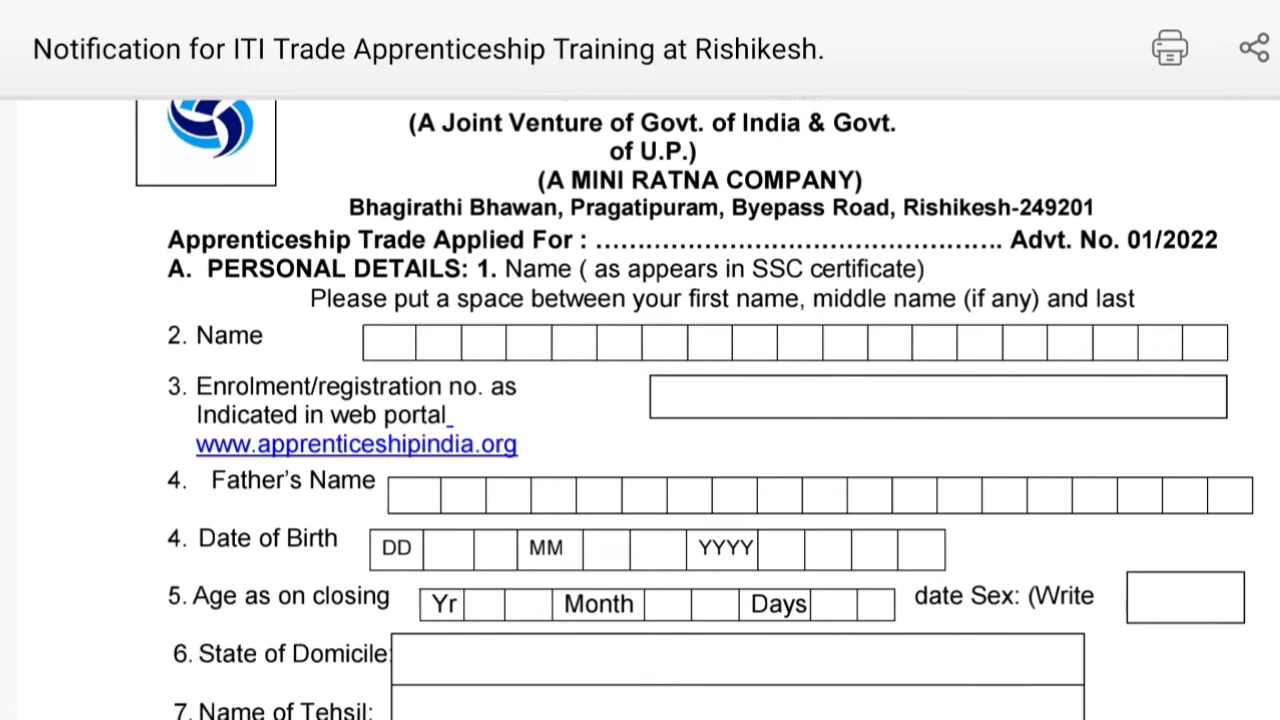 Notification for ITI Trade Apprenticeship Training at Rishikesh.
(A Joint Venture of Govt. of India & Govt.
of U.P.)
(A MINI RATNA COMPANY)
Bhagirathi Bhawan, Pragatipuram, Byepass Road, Rishikesh-249201
Apprenticeship Trade Applied For : ................................................ Advt. No. 01/2022
A. PERSONAL DETAILS: 1. Name ( as appears in SSC certificate)
Please put a space between your first name, middle name (if any) and last
2. Name
3. Enrolment/registration no. as
Indicated in web portal
www.apprenticeshipindia.org
4. Father's Name
4. Date of Birth DD MM YYYY
5. Age as on closing Yr Month Days date Sex: (Write
6. State of Domicile:
7. Name of Tehsil: